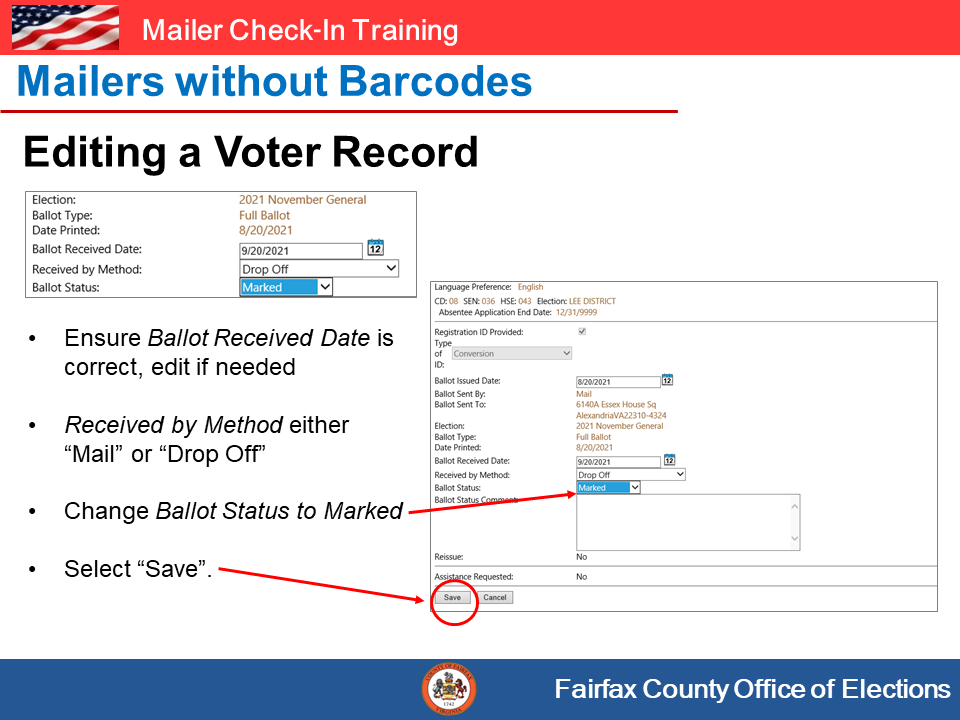 Mailer Check-In Training
Mailers without Barcodes
Editing a Voter Record
Election: 2021 November General
Ballot Type: Full Ballot
Date Printed: 8/20/2021
Ballot Received Date: 9/20/2021 12
Received by Method: Drop Off
Ballot Status: Marked
• Ensure Ballot Received Date is
correct, edit if needed
• Received by Method either
“Mail” or “Drop Off”
• Change Ballot Status to Marked
• Select “Save”.
Language Preference: English
CD: 08 SEN: 036 HSE: 043 Election: LEE DISTRICT
Absentee Application End Date: 12/31/9999
Registration ID Provided:
Type
of Conversion
ID:
Ballot Issued Date: 8/20/2021 12
Ballot Sent By: Mail
Ballot Sent To: 6140A Essex House Sq
AlexandriaVA22310-4324
Election: 2021 November General
Ballot Type: Full Ballot
Date Printed: 8/20/2021
Ballot Received Date: 9/20/2021 12
Received by Method: Drop Off
Ballot Status: Marked
Ballot Status Comment:
Reissue: No
Assistance Requested: No
Save Cancel
COUNTY OF FAIRFAX
1742
VIRGINIA
Fairfax County Office of Elections